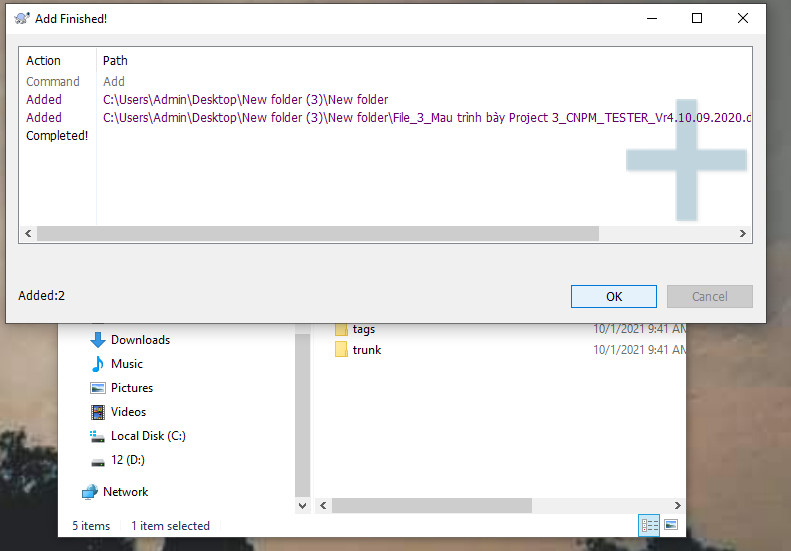 Add Finished!
Action Path
Command Add
Added C:\Users\Admin\Desktop\New folder (3)\New folder
Added C:\Users\Admin\Desktop\New folder (3)\New folder\File_3_Mau trình bày Project 3_CNPM_TESTER_Vr4.10.09.2020.d
Completed!
Added:2
OK Cancel
tags 10/1/2021 9:41 AM
Downloads
trunk 10/1/2021 9:41 AM
Music
Pictures
Videos
Local Disk (C:)
12 (D:)
Network
5 items 1 item selected